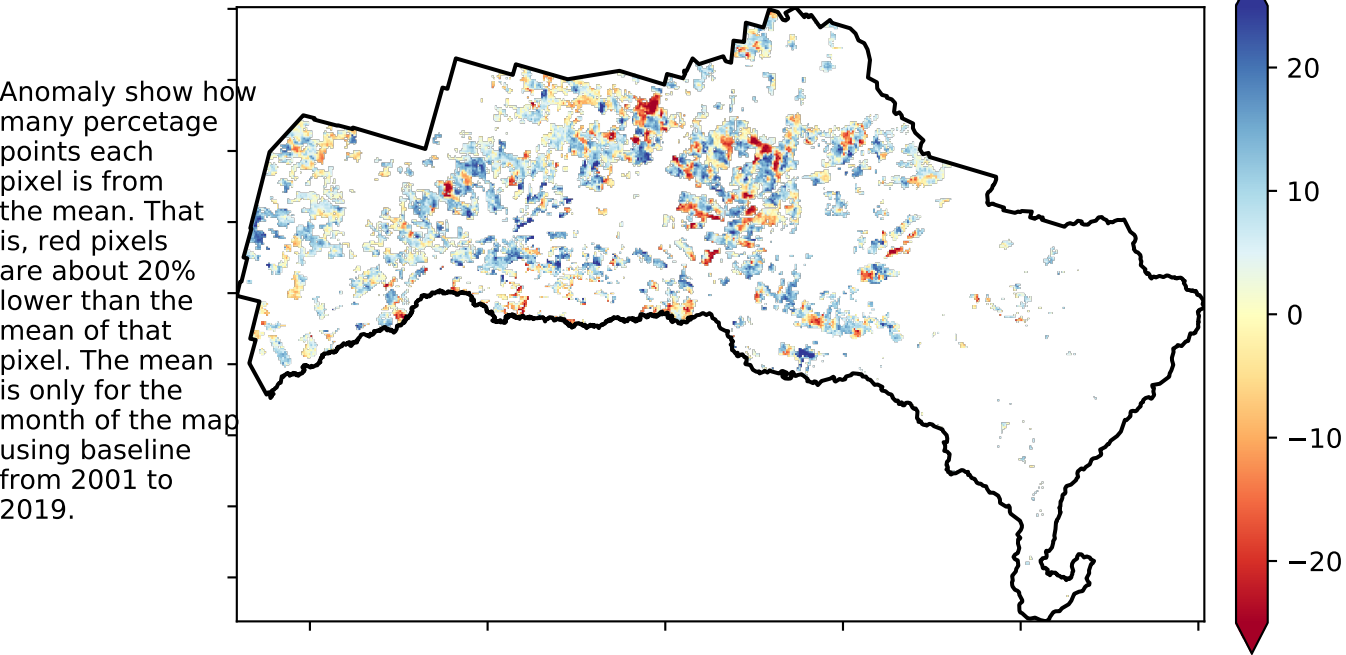 Anomaly show how
many percetage
points each
pixel is from
the mean. That
is, red pixels
are about 20%
lower than the
mean of that
pixel. The mean
is only for the
month of the map
using baseline
from 2001 to
2019.
20
10
0
−10
−20